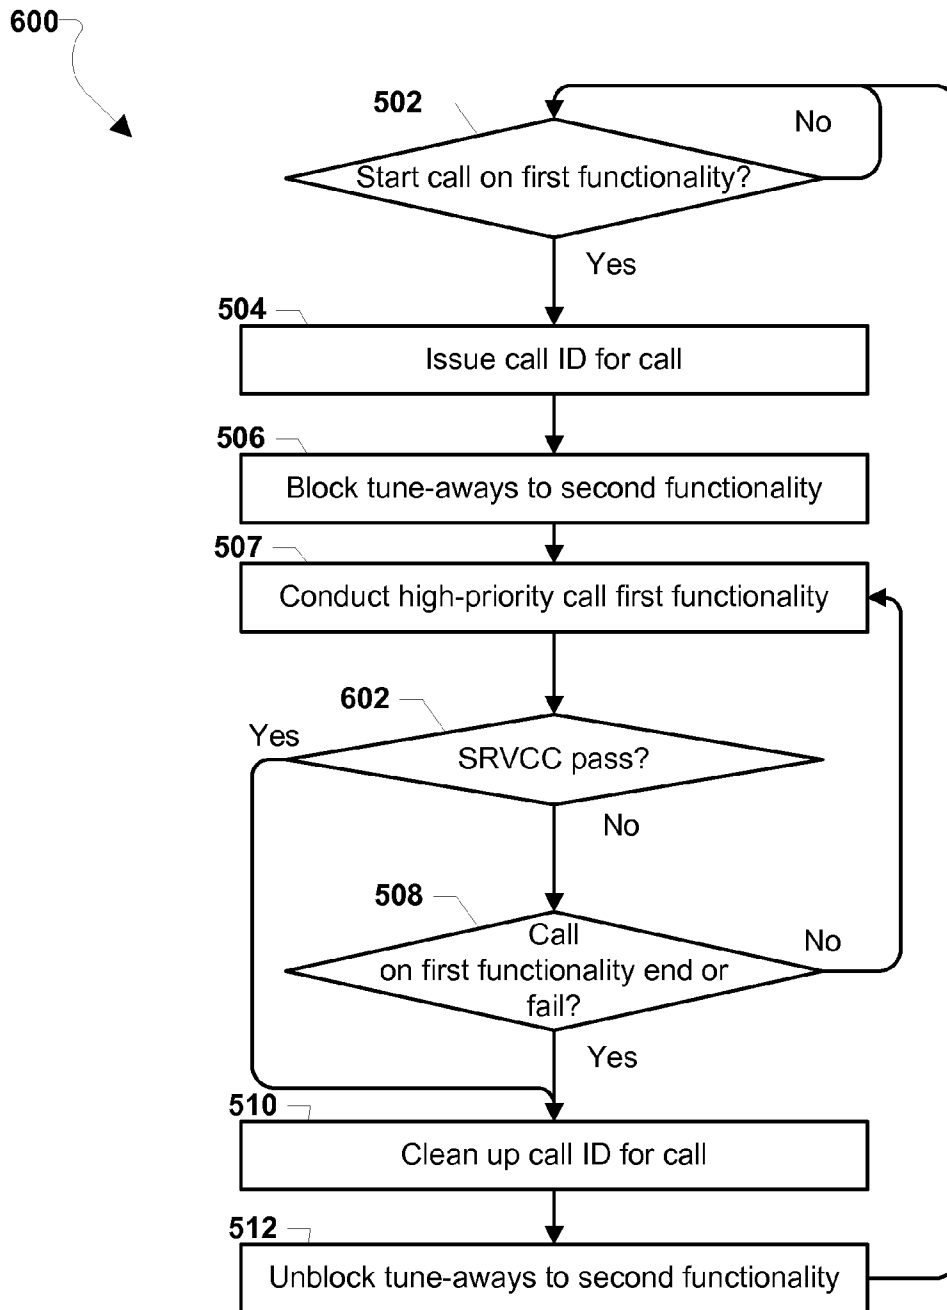 600
502
No
Start call on first functionality?
Yes
504
Issue call ID for call
506
Block tune-aways to second functionality
507
Conduct high-priority call first functionality
602
Yes
SRVCC pass?
No
508
Call
on first functionality end or
fail?
No
Yes
510
Clean up call ID for call
512
Unblock tune-aways to second functionality